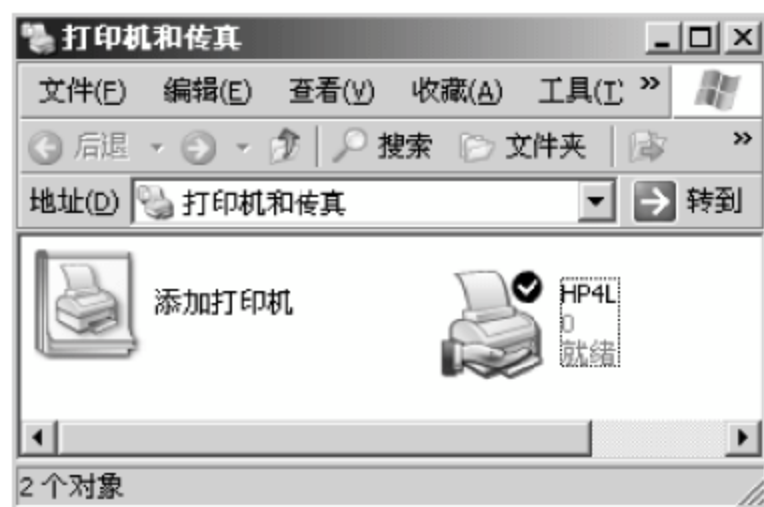 打印机和传真
文件(F) 编辑(E) 查看(V) 收藏(A) 工具(T) »
后退 搜索 文件夹 »
地址(D) 打印机和传真 转到
添加打印机
HP4L
0
就绪
2 个对象